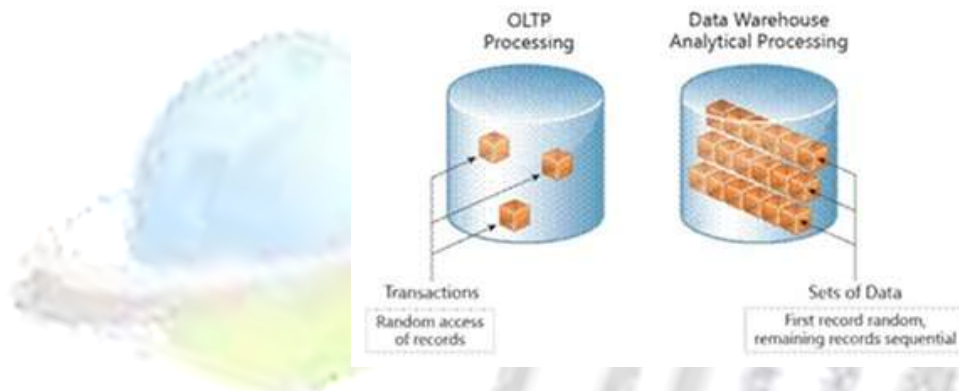 OLTP
Processing
Data Warehouse
Analytical Processing
Transactions
Random access
of records
Sets of Data
First record random,
remaining records sequential